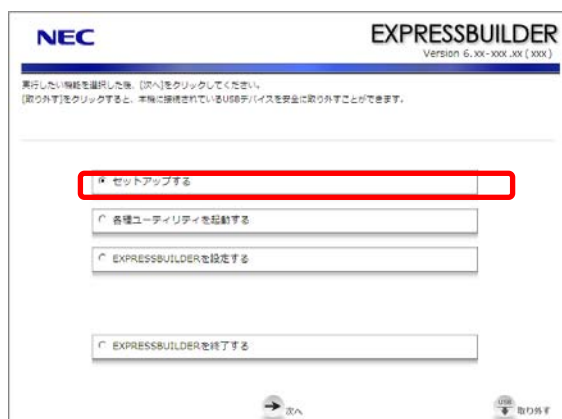 NEC
EXPRESSBUILDER
Version 6.xx-xxx.xx (xxx)
実行したい機能を選択した後、[次へ]をクリックしてください。
[取り外す]をクリックすると、本機に接続されているUSBデバイスを安全に取り外すことができます。
セットアップする
各種ユーティリティを起動する
EXPRESSBUILDERを設定する
EXPRESSBUILDERを終了する
次へ
USB
取り外す